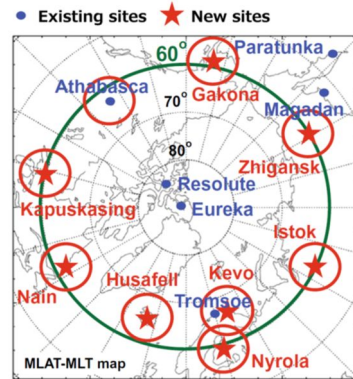 Existing sites New sites
60°
Paratunka
Athabasca
Gakona
70°
Magadan
80°
Zhigansk
Resolute
Kapuskasing
Eureka
Istok
Husafell
Kevo
Nain
Tromsoe
MLAT-MLT map
Nyrola